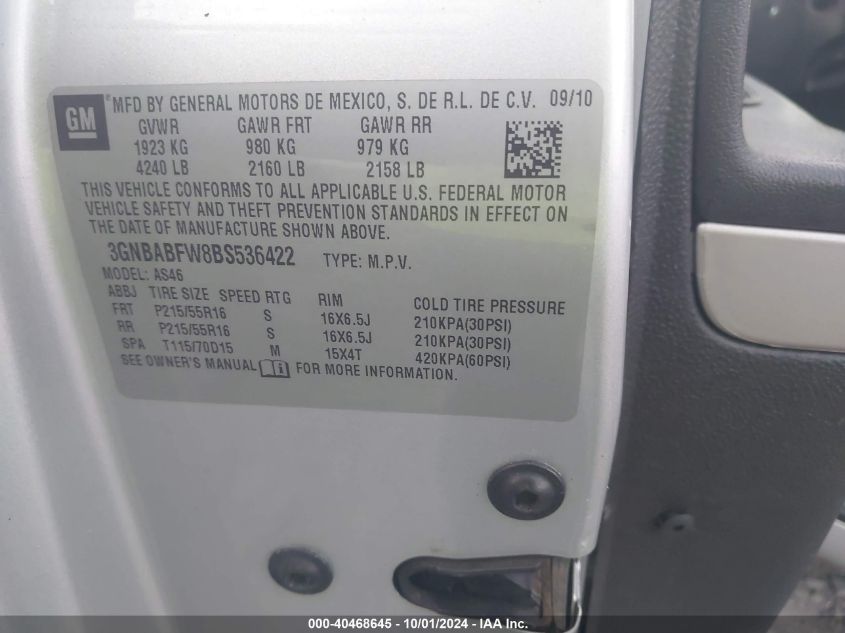 GM ® MFD BY GENERAL MOTORS DE MEXICO, S. DE R.L. DE C.V. 09/10
GVWR GAWR FRT GAWR RR
1923 KG 980 KG 979 KG
4240 LB 2160 LB 2158 LB
THIS VEHICLE CONFORMS TO ALL APPLICABLE U.S. FEDERAL MOTOR
VEHICLE SAFETY AND THEFT PREVENTION STANDARDS IN EFFECT ON
THE DATE OF MANUFACTURE SHOWN ABOVE.
3GNBABFW8BS536422 TYPE: M.P.V.
MODEL: AS46
ABBJ TIRE SIZE SPEED RTG RIM COLD TIRE PRESSURE
FRT P215/55R16 S 16X6.5J 210KPA(30PSI)
RR P215/55R16 S 16X6.5J 210KPA(30PSI)
SPA T115/70D15 M 15X4T 420KPA(60PSI)
SEE OWNER'S MANUAL FOR MORE INFORMATION.
000-40468645 - 10/01/2024 - IAAI.com